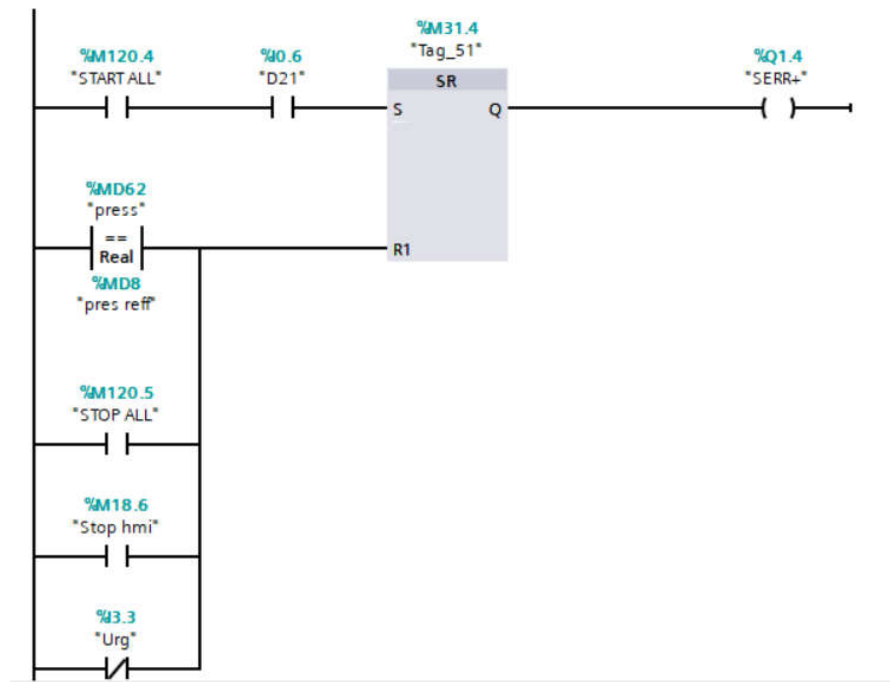 %M31.4
"Tag_51"
%M120.4
"START ALL"
%I0.6
"D21"
%Q1.4
"SERR+"
SR
S
Q
%MD62
"press"
==
Real
%MD8
"pres reff"
R1
%M120.5
"STOP ALL"
%M18.6
"Stop hmi"
%I3.3
"Urg"